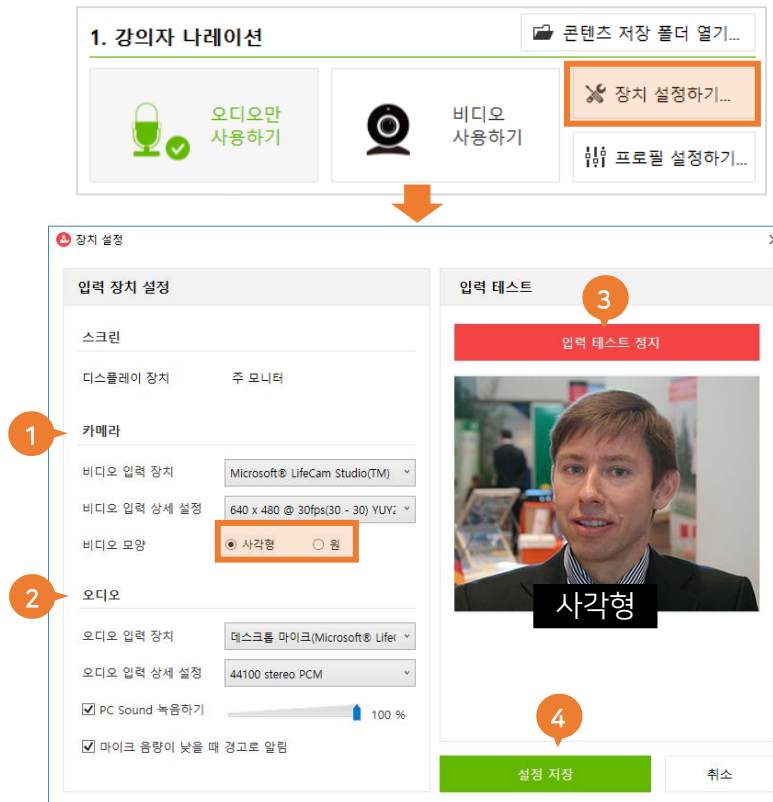 1. 강의자 나레이션
콘텐츠 저장 폴더 열기...
오디오만
사용하기
비디오
사용하기
장치 설정하기...
프로필 설정하기...
장치 설정
입력 장치 설정
스크린
디스플레이 장치 주 모니터
1
카메라
비디오 입력 장치 Microsoft® LifeCam Studio(TM)
비디오 입력 상세 설정 640 x 480 @ 30fps(30 - 30) YUY2
비디오 모양 사각형 원
2
오디오
오디오 입력 장치 데스크톱 마이크(Microsoft® Life
오디오 입력 상세 설정 44100 stereo PCM
PC Sound 녹음하기 100 %
마이크 음량이 낮을 때 경고로 알림
입력 테스트
3
입력 테스트 정지
사각형
4
설정 저장
취소